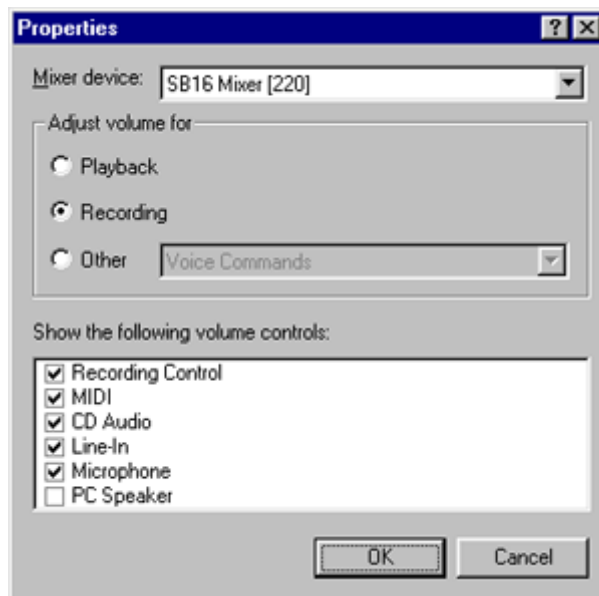 Properties
Mixer device: SB16 Mixer [220]
Adjust volume for
Playback
Recording
Other Voice Commands
Show the following volume controls:
Recording Control
MIDI
CD Audio
Line-In
Microphone
PC Speaker
OK Cancel